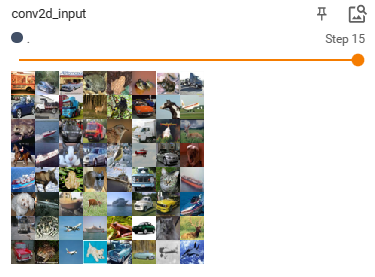 conv2d_input
.
Step 15